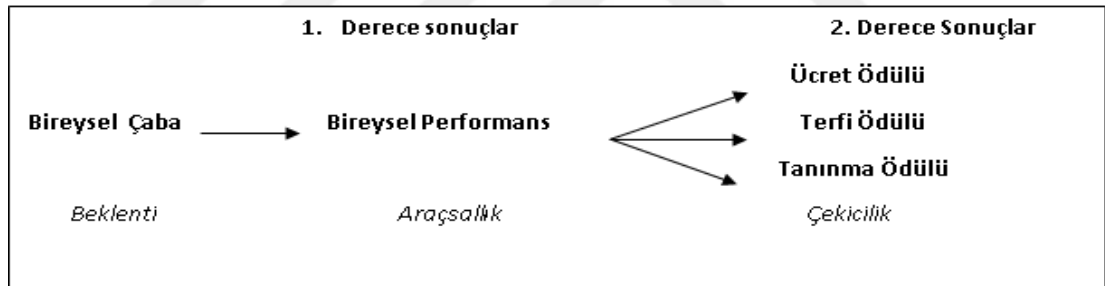 1. Derece sonuçlar 2. Derece Sonuçlar
Ücret Ödülü
Bireysel Çaba Bireysel Performans Terfi Ödülü
Tanınma Ödülü
Beklenti Araçsallık Çekicilik